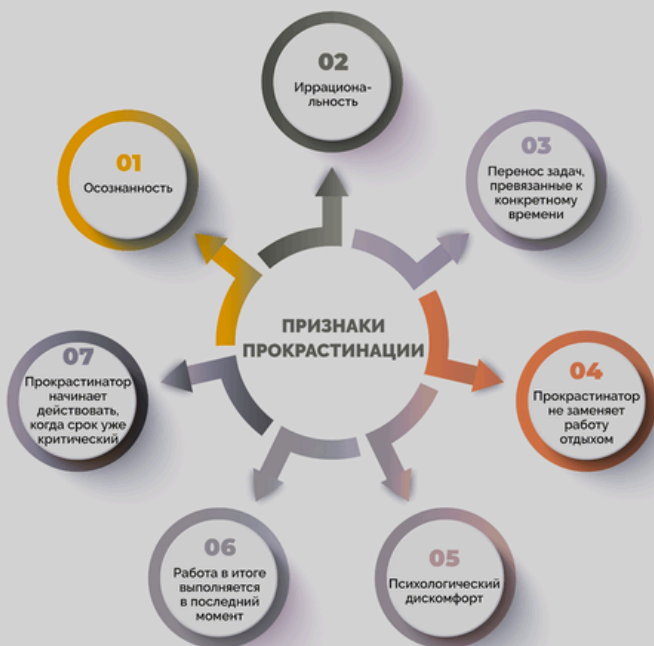 ПРИЗНАКИ
ПРОКРАСТИНАЦИИ
01
Осознанность
02
Иррациона-
льность
03
Перенос задач,
превязанные к
конкретному
времени
04
Прокрастинатор
не заменяет
работу
отдыхом
05
Психологический
дискомфорт
06
Работа в итоге
выполняется
в последний
момент
07
Прокрастинатор
начинает
действовать,
когда срок уже
критический